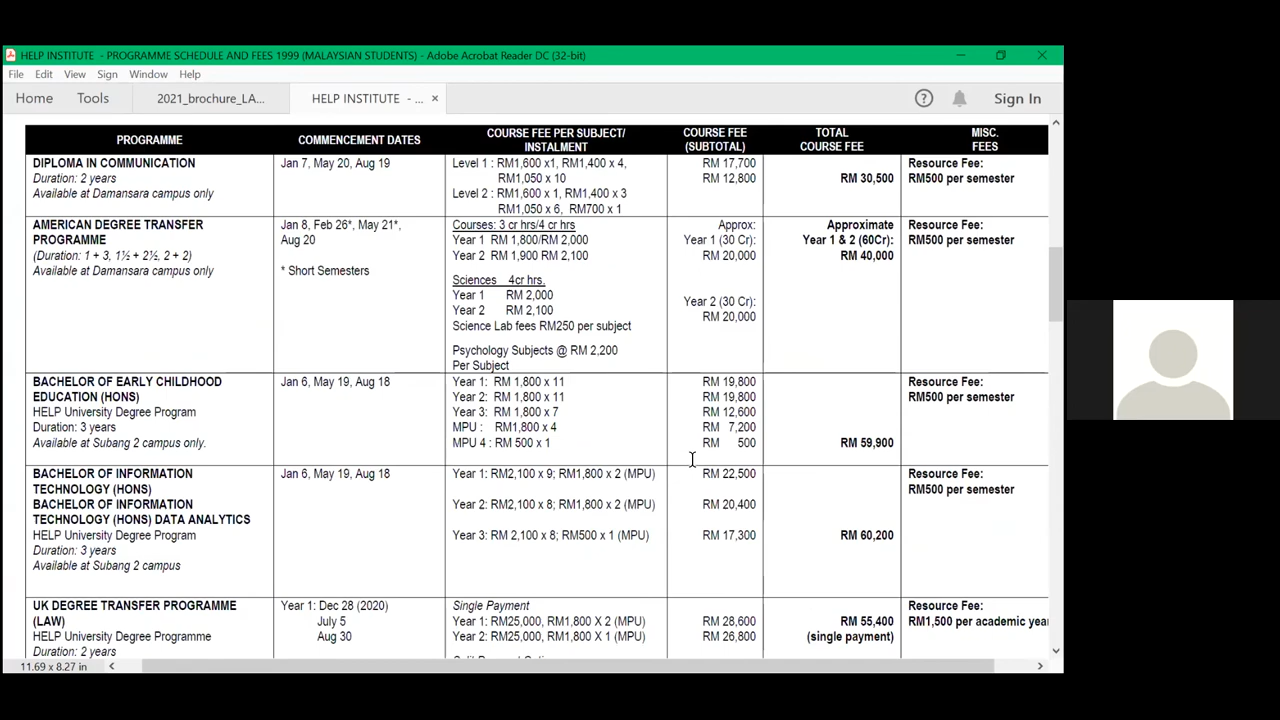 HELP INSTITUTE - PROGRAMME SCHEDULE AND FEES 1999 (MALAYSIAN STUDENTS) - Adobe Acrobat Reader DC (32-bit)
File Edit View Sign Window Help
Home Tools 2021_brochure_LA... HELP INSTITUTE - ... × ? Sign In
PROGRAMME COMMENCEMENT DATES COURSE FEE PER SUBJECT/ INSTALMENT COURSE FEE (SUBTOTAL) TOTAL COURSE FEE MISC. FEES
DIPLOMA IN COMMUNICATION
Duration: 2 years
Available at Damansara campus only
Jan 7, May 20, Aug 19
Level 1 : RM1,600 x1, RM1,400 x 4,
RM1,050 x 10
Level 2 : RM1,600 x 1, RM1,400 x 3
RM1,050 x 6, RM700 x 1
RM 17,700
RM 12,800
RM 30,500
Resource Fee:
RM500 per semester
AMERICAN DEGREE TRANSFER
PROGRAMME
(Duration: 1 + 3, 1½ + 2½, 2 + 2)
Available at Damansara campus only
Jan 8, Feb 26*, May 21*,
Aug 20
* Short Semesters
Courses: 3 cr hrs/4 cr hrs
Year 1 RM 1,800/RM 2,000
Year 2 RM 1,900 RM 2,100
Sciences 4cr hrs.
Year 1 RM 2,000
Year 2 RM 2,100
Science Lab fees RM250 per subject
Psychology Subjects @ RM 2,200
Per Subject
Approx:
Year 1 (30 Cr):
RM 20,000
Year 2 (30 Cr):
RM 20,000
Approximate
Year 1 & 2 (60Cr):
RM 40,000
Resource Fee:
RM500 per semester
BACHELOR OF EARLY CHILDHOOD
EDUCATION (HONS)
HELP University Degree Program
Duration: 3 years
Available at Subang 2 campus only.
Jan 6, May 19, Aug 18
Year 1: RM 1,800 x 11
Year 2: RM 1,800 x 11
Year 3: RM 1,800 x 7
MPU : RM1,800 x 4
MPU 4 : RM 500 x 1
RM 19,800
RM 19,800
RM 12,600
RM 7,200
RM 500
RM 59,900
Resource Fee:
RM500 per semester
BACHELOR OF INFORMATION
TECHNOLOGY (HONS)
BACHELOR OF INFORMATION
TECHNOLOGY (HONS) DATA ANALYTICS
HELP University Degree Program
Duration: 3 years
Available at Subang 2 campus
Jan 6, May 19, Aug 18
Year 1: RM2,100 x 9; RM1,800 x 2 (MPU)
Year 2: RM2,100 x 8; RM1,800 x 2 (MPU)
Year 3: RM 2,100 x 8; RM500 x 1 (MPU)
RM 22,500
RM 20,400
RM 17,300
RM 60,200
Resource Fee:
RM500 per semester
UK DEGREE TRANSFER PROGRAMME
(LAW)
HELP University Degree Programme
Duration: 2 years
Year 1: Dec 28 (2020)
July 5
Aug 30
Single Payment
Year 1: RM25,000, RM1,800 X 2 (MPU)
Year 2: RM25,000, RM1,800 X 1 (MPU)
RM 28,600
RM 26,800
RM 55,400
(single payment)
Resource Fee:
RM1,500 per academic year
11.69 x 8.27 in